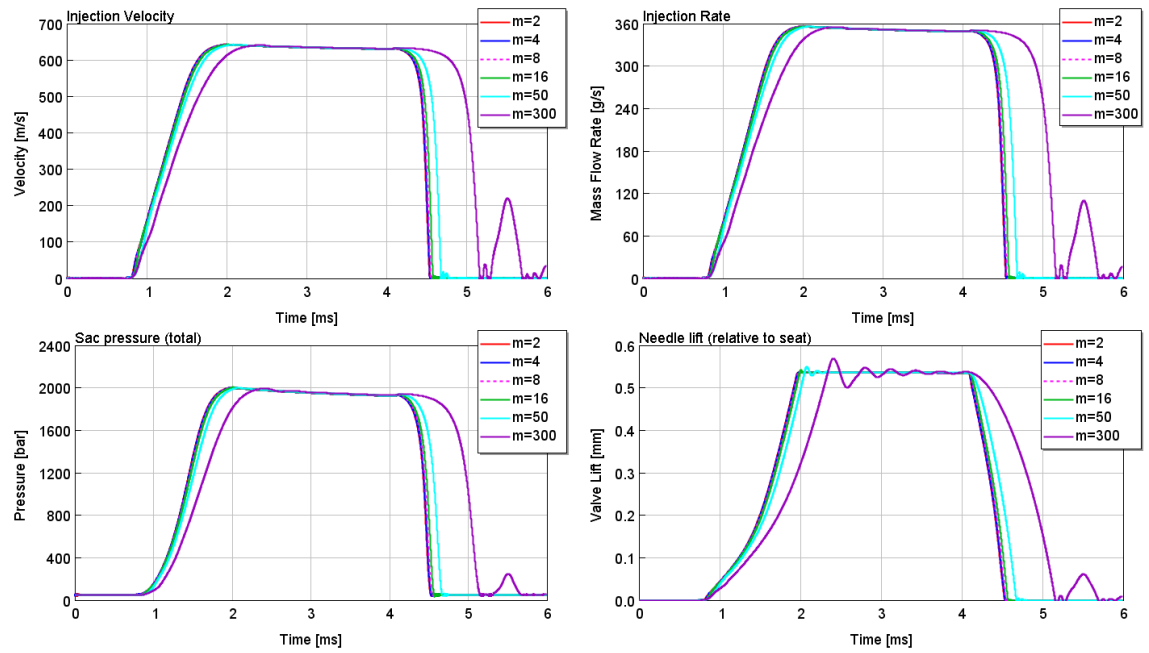 Injection Velocity
m=2
m=4
m=8
m=16
m=50
m=300
700
600
500
400
300
200
100
0
Velocity [m/s]
0 1 2 3 4 5 6
Time [ms]
Injection Rate
m=2
m=4
m=8
m=16
m=50
m=300
360
300
240
180
120
60
0
Mass Flow Rate [g/s]
0 1 2 3 4 5 6
Time [ms]
Sac pressure (total)
m=2
m=4
m=8
m=16
m=50
m=300
2400
2000
1600
1200
800
400
0
Pressure [bar]
0 1 2 3 4 5 6
Time [ms]
Needle lift (relative to seat)
m=2
m=4
m=8
m=16
m=50
m=300
0.6
0.5
0.4
0.3
0.2
0.1
0.0
Valve Lift [mm]
0 1 2 3 4 5 6
Time [ms]